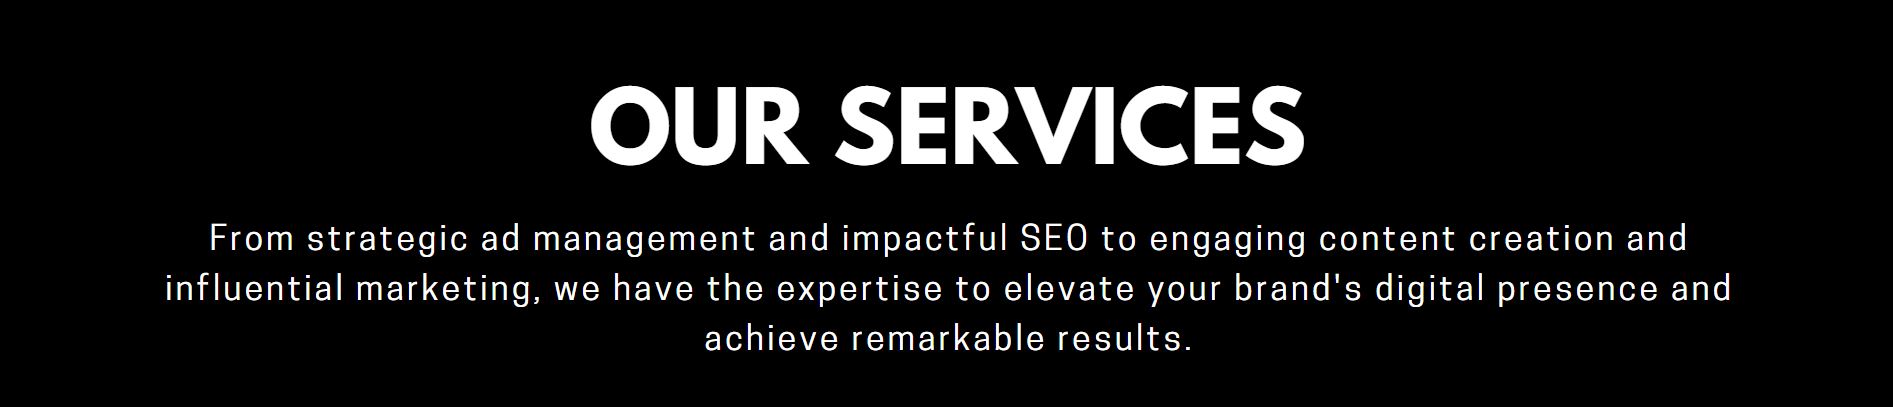 OUR SERVICES
From strategic ad management and impactful SEO to engaging content creation and
influential marketing, we have the expertise to elevate your brand's digital presence and
achieve remarkable results.